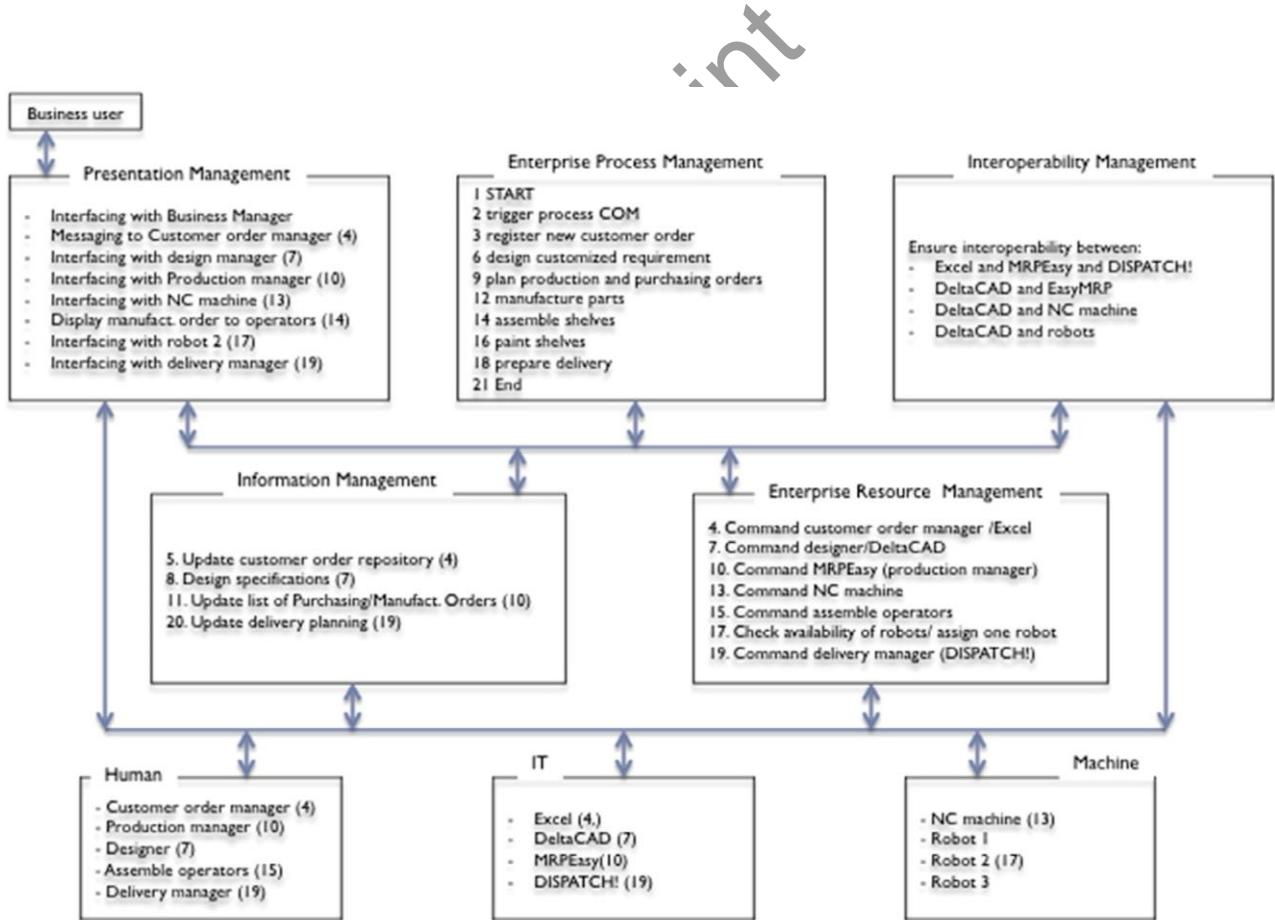 int
Business user
Presentation Management
- Interfacing with Business Manager
- Messaging to Customer order manager (4)
- Interfacing with design manager (7)
- Interfacing with Production manager (10)
- Interfacing with NC machine (13)
- Display manufact. order to operators (14)
- Interfacing with robot 2 (17)
- Interfacing with delivery manager (19)
Enterprise Process Management
1 START
2 trigger process COM
3 register new customer order
6 design customized requirement
9 plan production and purchasing orders
12 manufacture parts
14 assemble shelves
16 paint shelves
18 prepare delivery
21 End
Interoperability Management
Ensure interoperability between:
- Excel and MRPEasy and DISPATCH!
- DeltaCAD and EasyMRP
- DeltaCAD and NC machine
- DeltaCAD and robots
Information Management
5. Update customer order repository (4)
8. Design specifications (7)
11. Update list of Purchasing/Manufact. Orders (10)
20. Update delivery planning (19)
Enterprise Resource Management
4. Command customer order manager /Excel
7. Command designer/DeltaCAD
10. Command MRPEasy (production manager)
13. Command NC machine
15. Command assemble operators
17. Check availability of robots/ assign one robot
19. Command delivery manager (DISPATCH!)
Human
- Customer order manager (4)
- Production manager (10)
- Designer (7)
- Assemble operators (15)
- Delivery manager (19)
IT
- Excel (4.)
- DeltaCAD (7)
- MRPEasy(10)
- DISPATCH! (19)
Machine
- NC machine (13)
- Robot 1
- Robot 2 (17)
- Robot 3